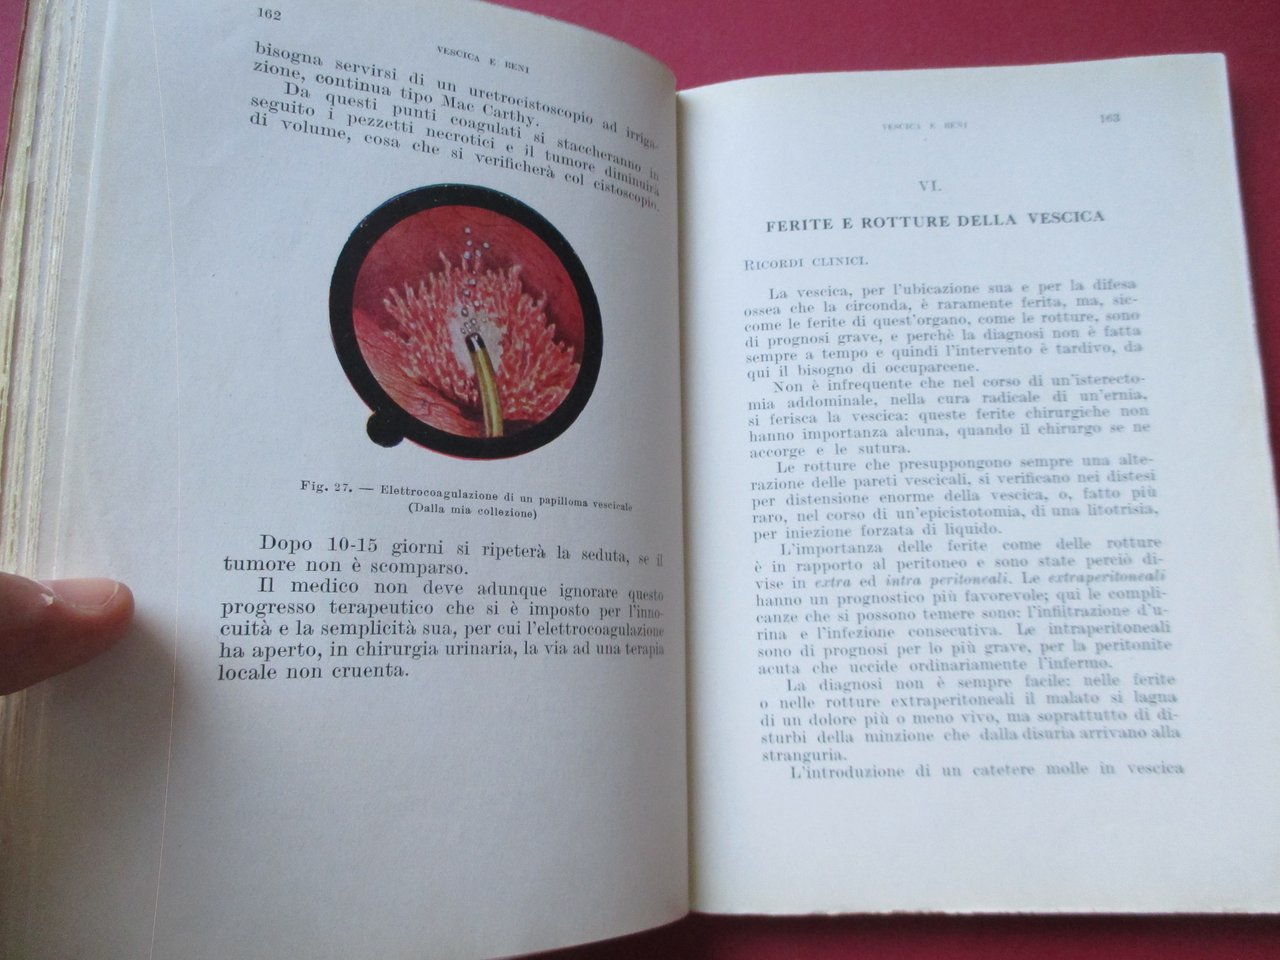 162
VESCICA E RENI
bisogna servirsi di un uretrocistoscopio ad irriga-
zione, continua tipo Mac Carthy.
Da questi punti coagulati si staccheranno in
seguito i pezzetti necrotici e il tumore diminuirà
di volume, cosa che si verificherà col cistoscopio.
Fig. 27. — Elettrocoagulazione di un papilloma vescicale
(Dalla mia collezione)
Dopo 10-15 giorni si ripeterà la seduta, se il
tumore non è scomparso.
Il medico non deve adunque ignorare questo
progresso terapeutico che si è imposto per l'inno-
cuità e la semplicità sua, per cui l'elettrocoagulazione
ha aperto, in chirurgia urinaria, la via ad una terapia
locale non cruenta.
VESCICA E RENI
163
VI.
FERITE E ROTTURE DELLA VESCICA
RICORDI CLINICI.
La vescica, per l'ubicazione sua e per la difesa
ossea che la circonda, è raramente ferita, ma, sic-
come le ferite di quest'organo, come le rotture, sono
di prognosi grave, e perchè la diagnosi non è fatta
sempre a tempo e quindi l'intervento è tardivo, da
qui il bisogno di occuparcene.
Non è infrequente che nel corso di un'isterecto-
mia addominale, nella cura radicale di un'ernia,
si ferisca la vescica: queste ferite chirurgiche non
hanno importanza alcuna, quando il chirurgo se ne
accorge e le sutura.
Le rotture che presuppongono sempre una alte-
razione delle pareti vescicali, si verificano nei distesi
per distensione enorme della vescica, o, fatto più
raro, nel corso di un'epicistotomia, di una litotrisia,
per iniezione forzata di liquido.
L'importanza delle ferite come delle rotture
è in rapporto al peritoneo e sono state perciò di-
vise in extra ed intra peritoneali. Le extraperitoneali
hanno un prognostico più favorevole; qui le compli-
canze che si possono temere sono: l'infiltrazione d'u-
rina e l'infezione consecutiva. Le intraperitoneali
sono di prognosi per lo più grave, per la peritonite
acuta che uccide ordinariamente l'infermo.
La diagnosi non è sempre facile: nelle ferite
o nelle rotture extraperitoneali il malato si lagna
di un dolore più o meno vivo, ma soprattutto di di-
sturbi della minzione che dalla disuria arrivano alla
stranguria.
L'introduzione di un catetere molle in vescica